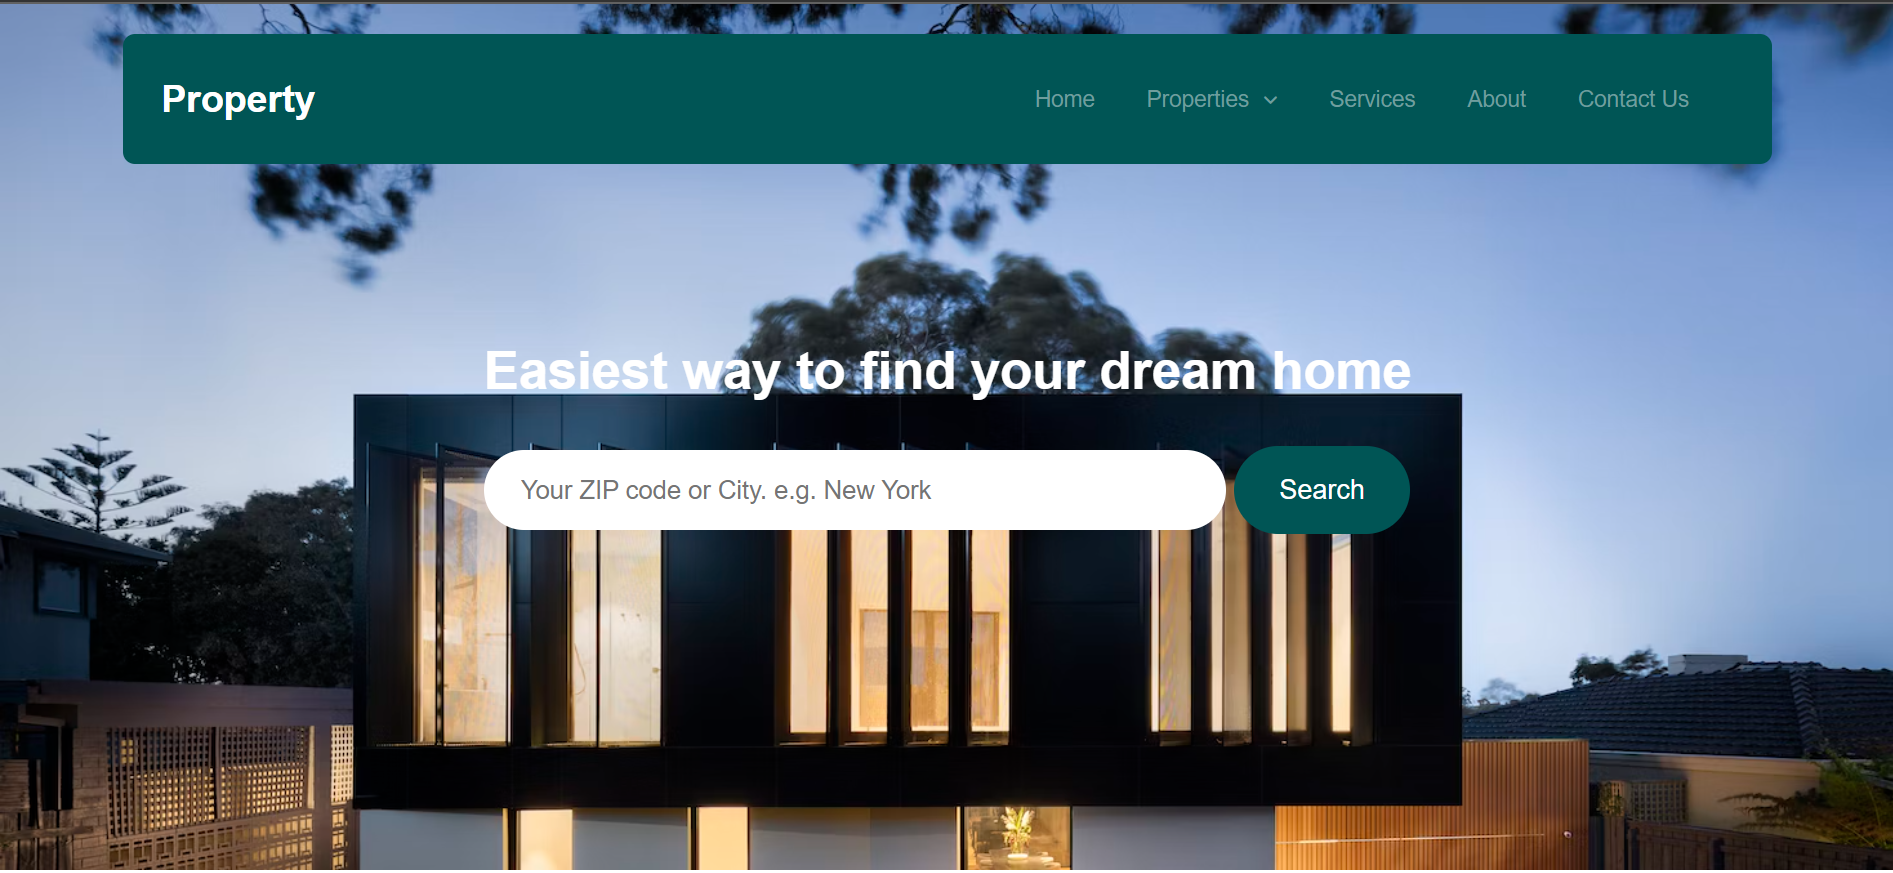 Property
Home Properties Services About Contact Us
Easiest way to find your dream home
Your ZIP code or City. e.g. New York
Search